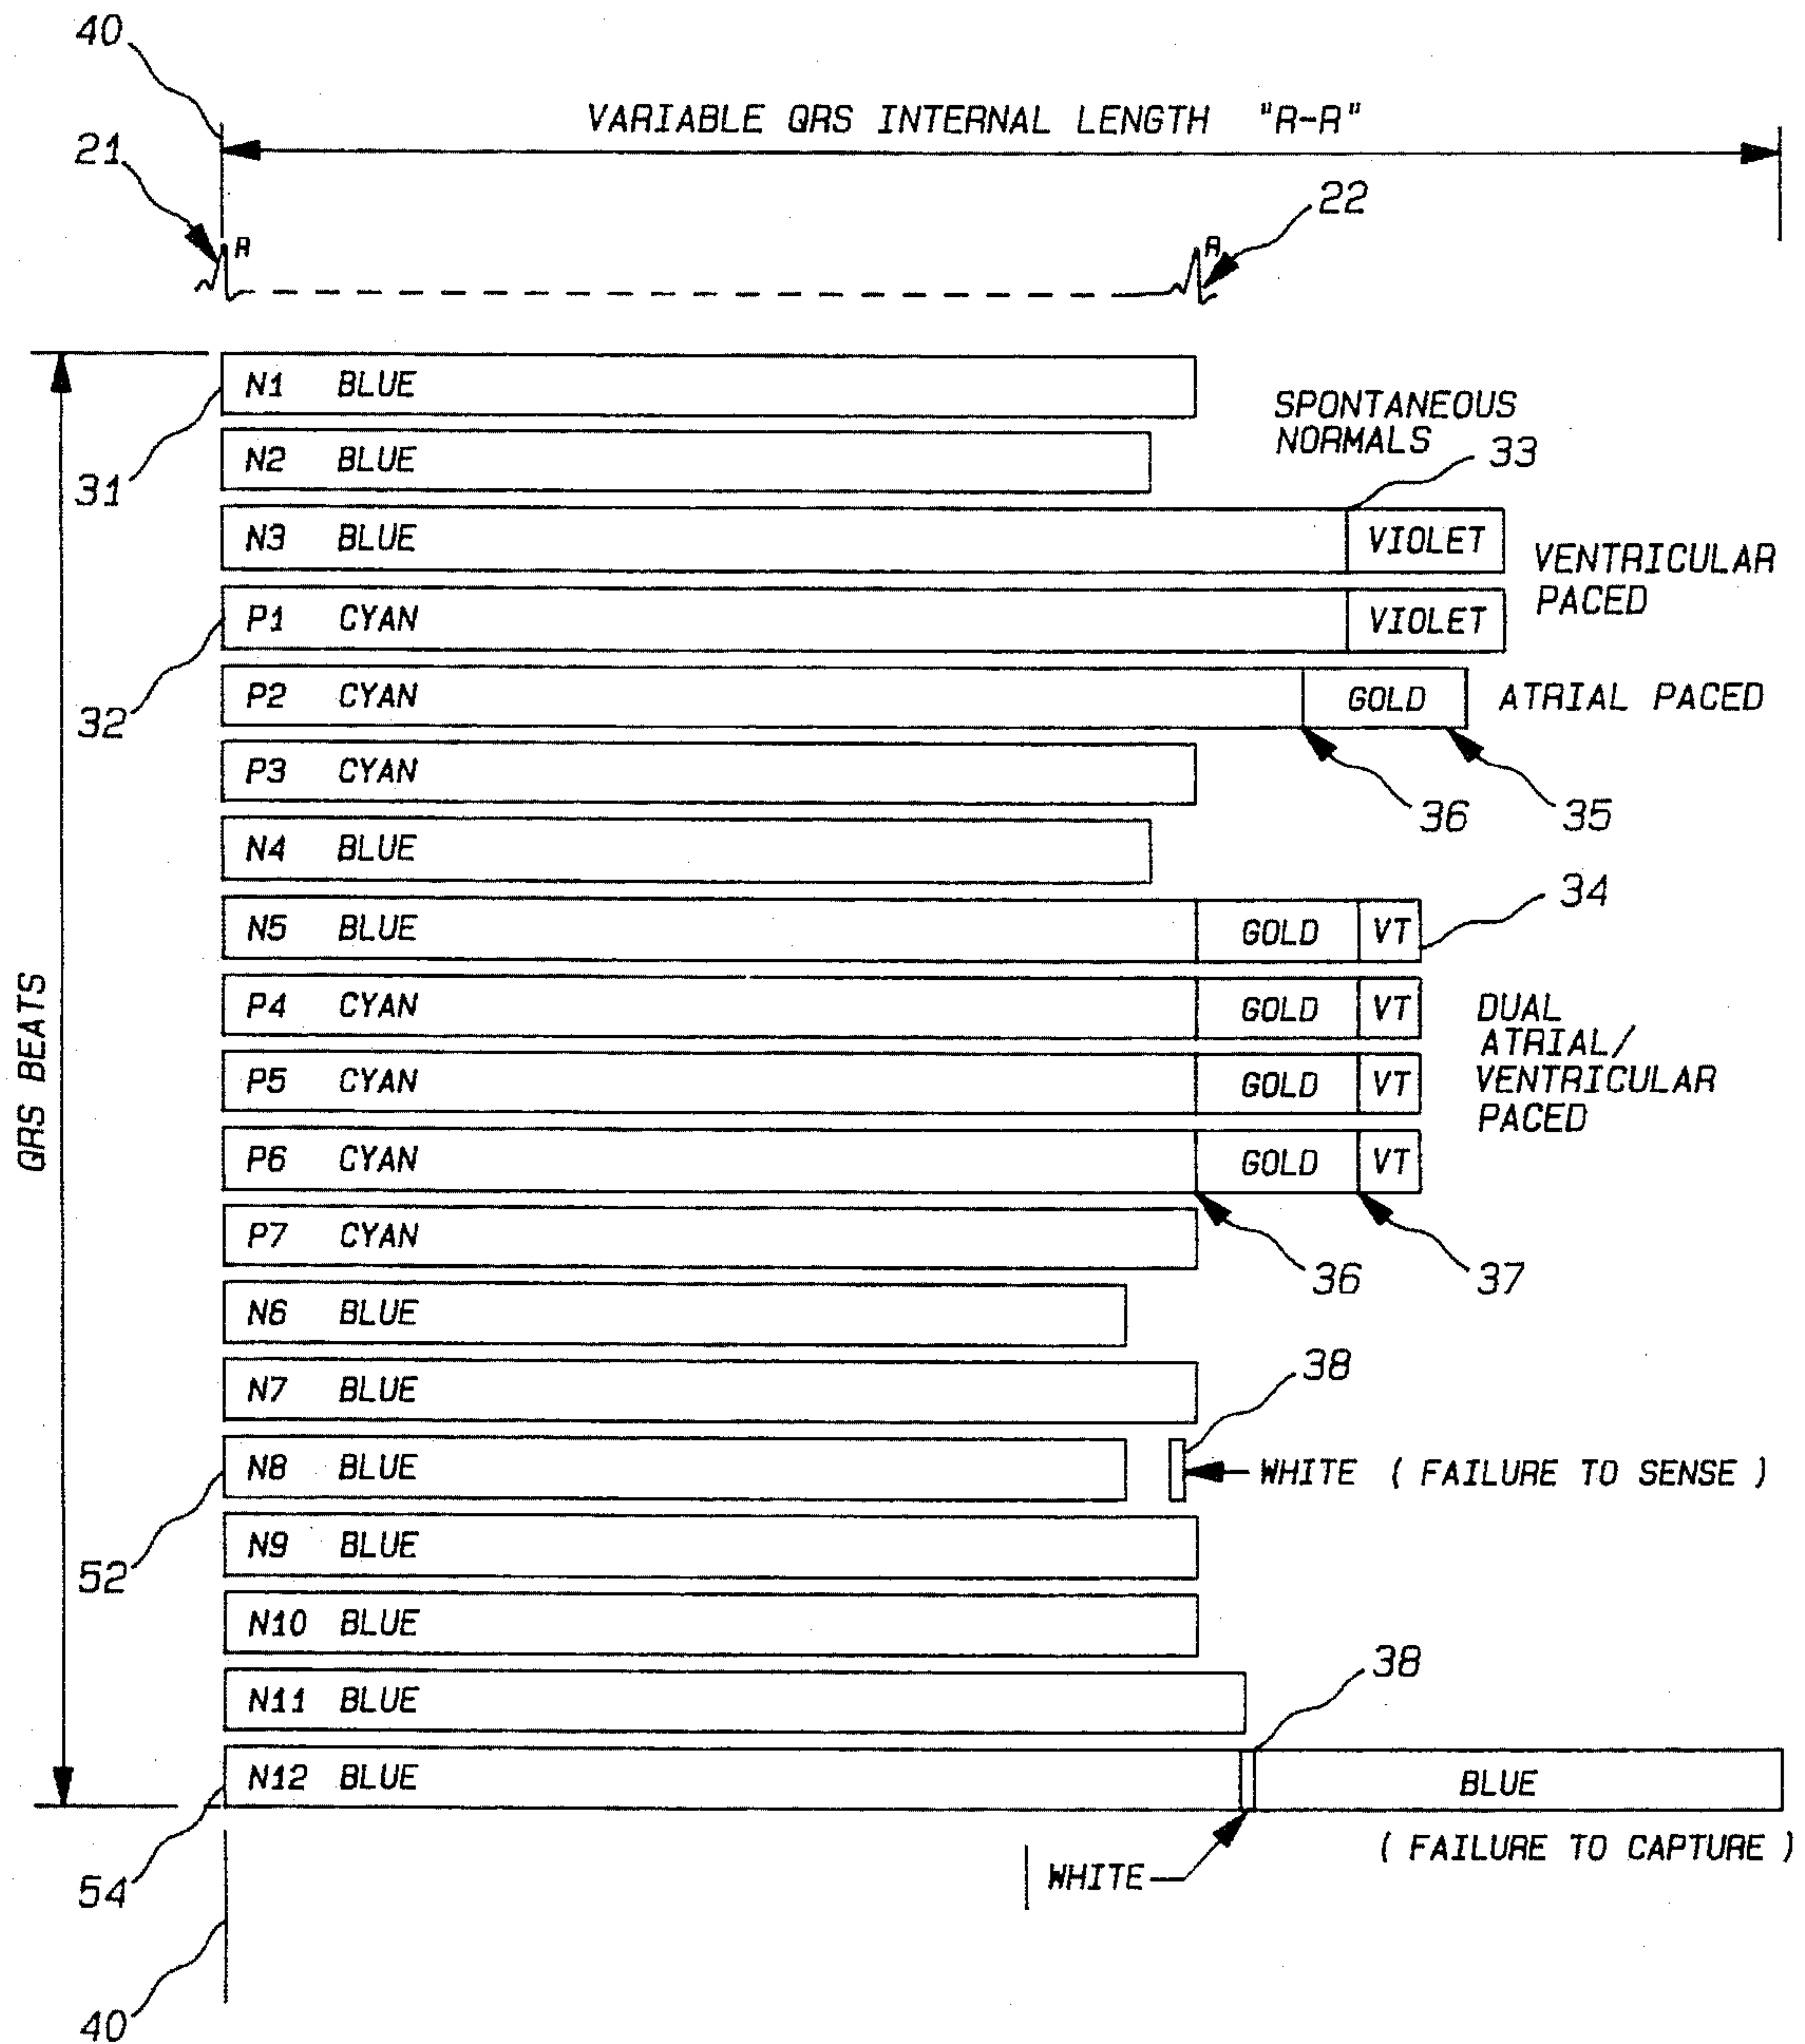 40
VARIABLE QRS INTERNAL LENGTH "R-R"
21
22
R
R
N1 BLUE
SPONTANEOUS
NORMALS
31
N2 BLUE
33
N3 BLUE VIOLET
VENTRICULAR
PACED
P1 CYAN VIOLET
32
P2 CYAN GOLD ATRIAL PACED
P3 CYAN
36
35
N4 BLUE
34
N5 BLUE GOLD VT
QRS BEATS
P4 CYAN GOLD VT
DUAL
ATRIAL/
VENTRICULAR
PACED
P5 CYAN GOLD VT
P6 CYAN GOLD VT
P7 CYAN
36
37
N6 BLUE
N7 BLUE
38
N8 BLUE WHITE ( FAILURE TO SENSE )
52
N9 BLUE
N10 BLUE
38
N11 BLUE
N12 BLUE BLUE
( FAILURE TO CAPTURE )
WHITE
54
40